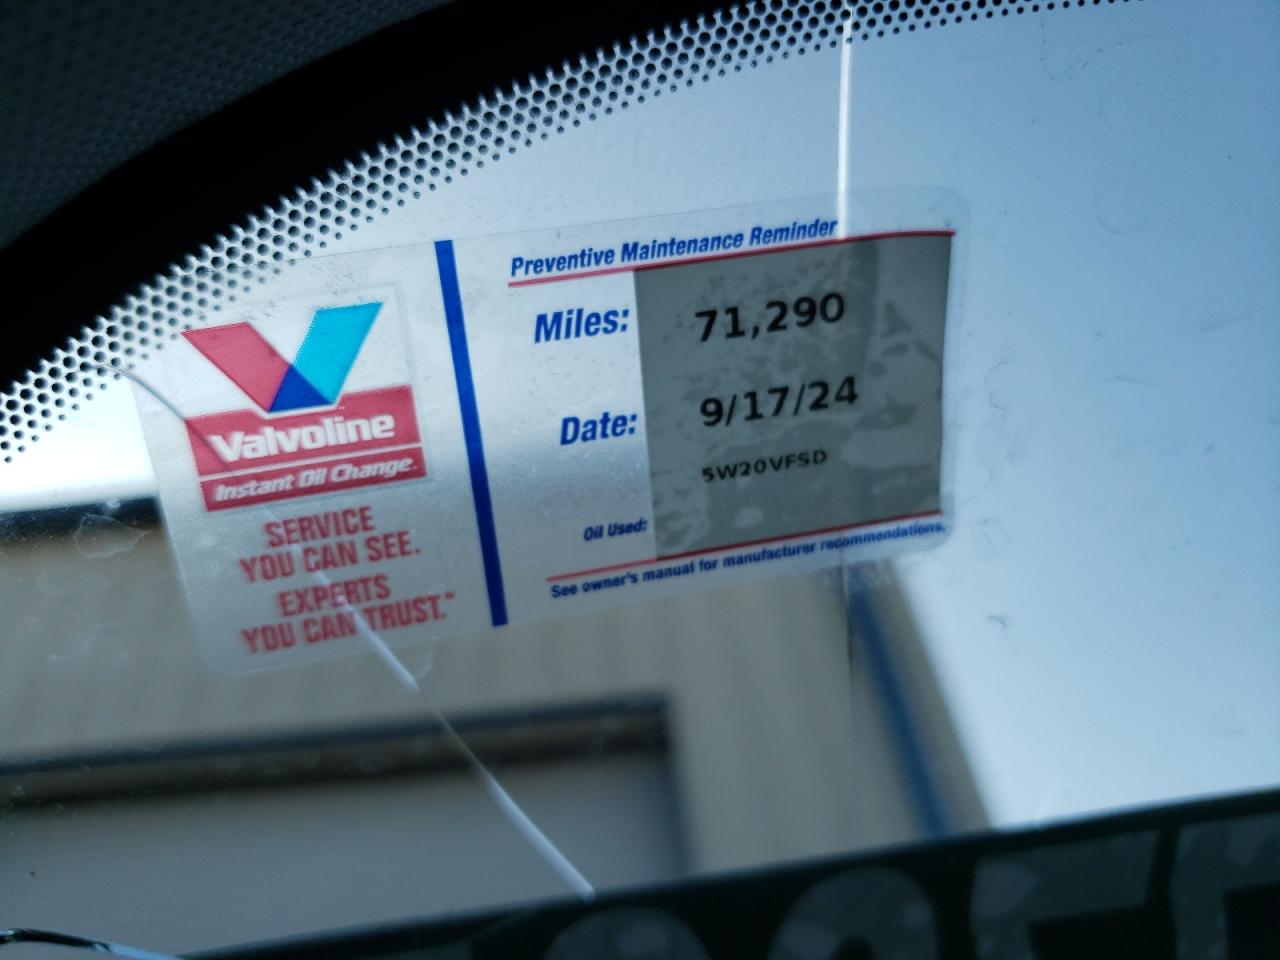 Valvoline
Instant Oil Change.
SERVICE
YOU CAN SEE.
EXPERTS
YOU CAN TRUST.™
Preventive Maintenance Reminder
Miles: 71,290
Date: 9/17/24
5W20VFSD
Oil Used:
See owner's manual for manufacturer recommendations.